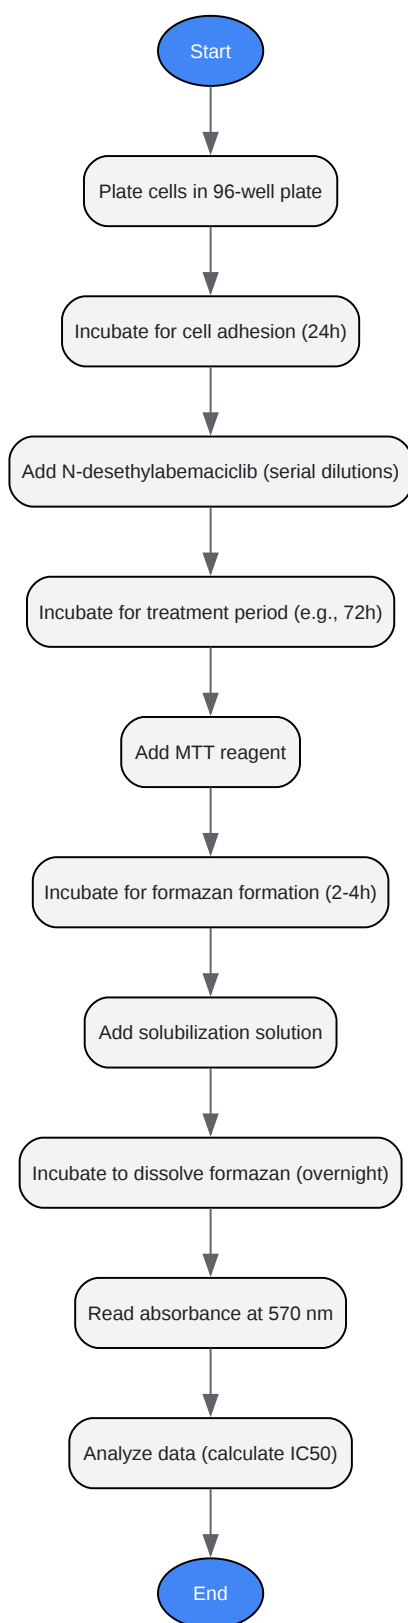 Start
Plate cells in 96-well plate
Incubate for cell adhesion (24h)
Add N-desethylabemaciclib (serial dilutions)
Incubate for treatment period (e.g., 72h)
Add MTT reagent
Incubate for formazan formation (2-4h)
Add solubilization solution
Incubate to dissolve formazan (overnight)
Read absorbance at 570 nm
Analyze data (calculate IC50)
End